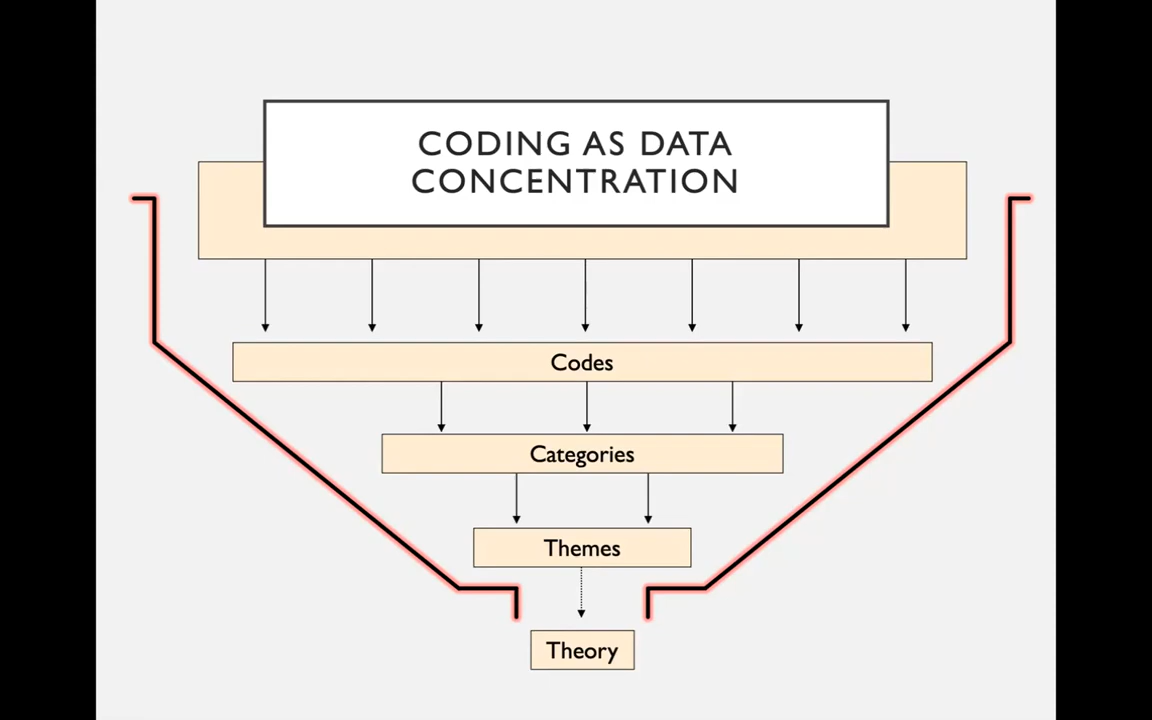 CODING AS DATA
CONCENTRATION
Codes
Categories
Themes
Theory